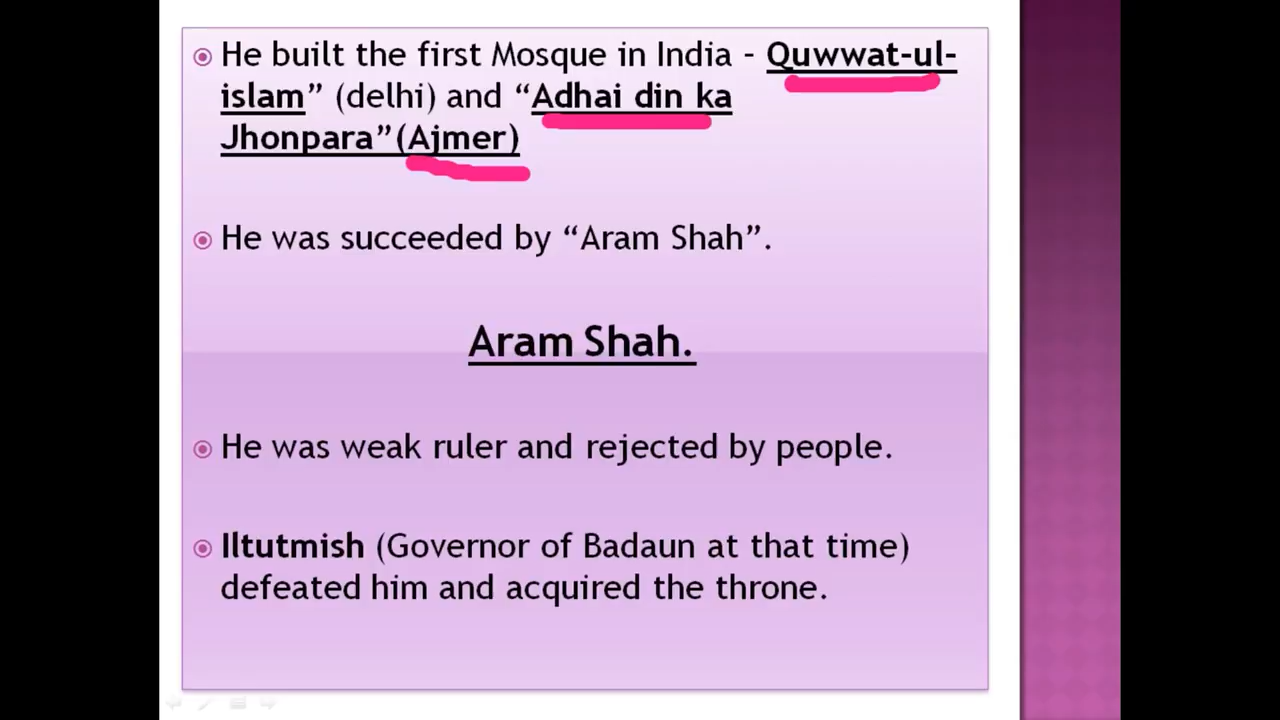 He built the first Mosque in India – Quwwat-ul-
islam” (delhi) and “Adhai din ka
Jhonpara”(Ajmer)
He was succeeded by “Aram Shah”.
Aram Shah.
He was weak ruler and rejected by people.
Iltutmish (Governor of Badaun at that time)
defeated him and acquired the throne.